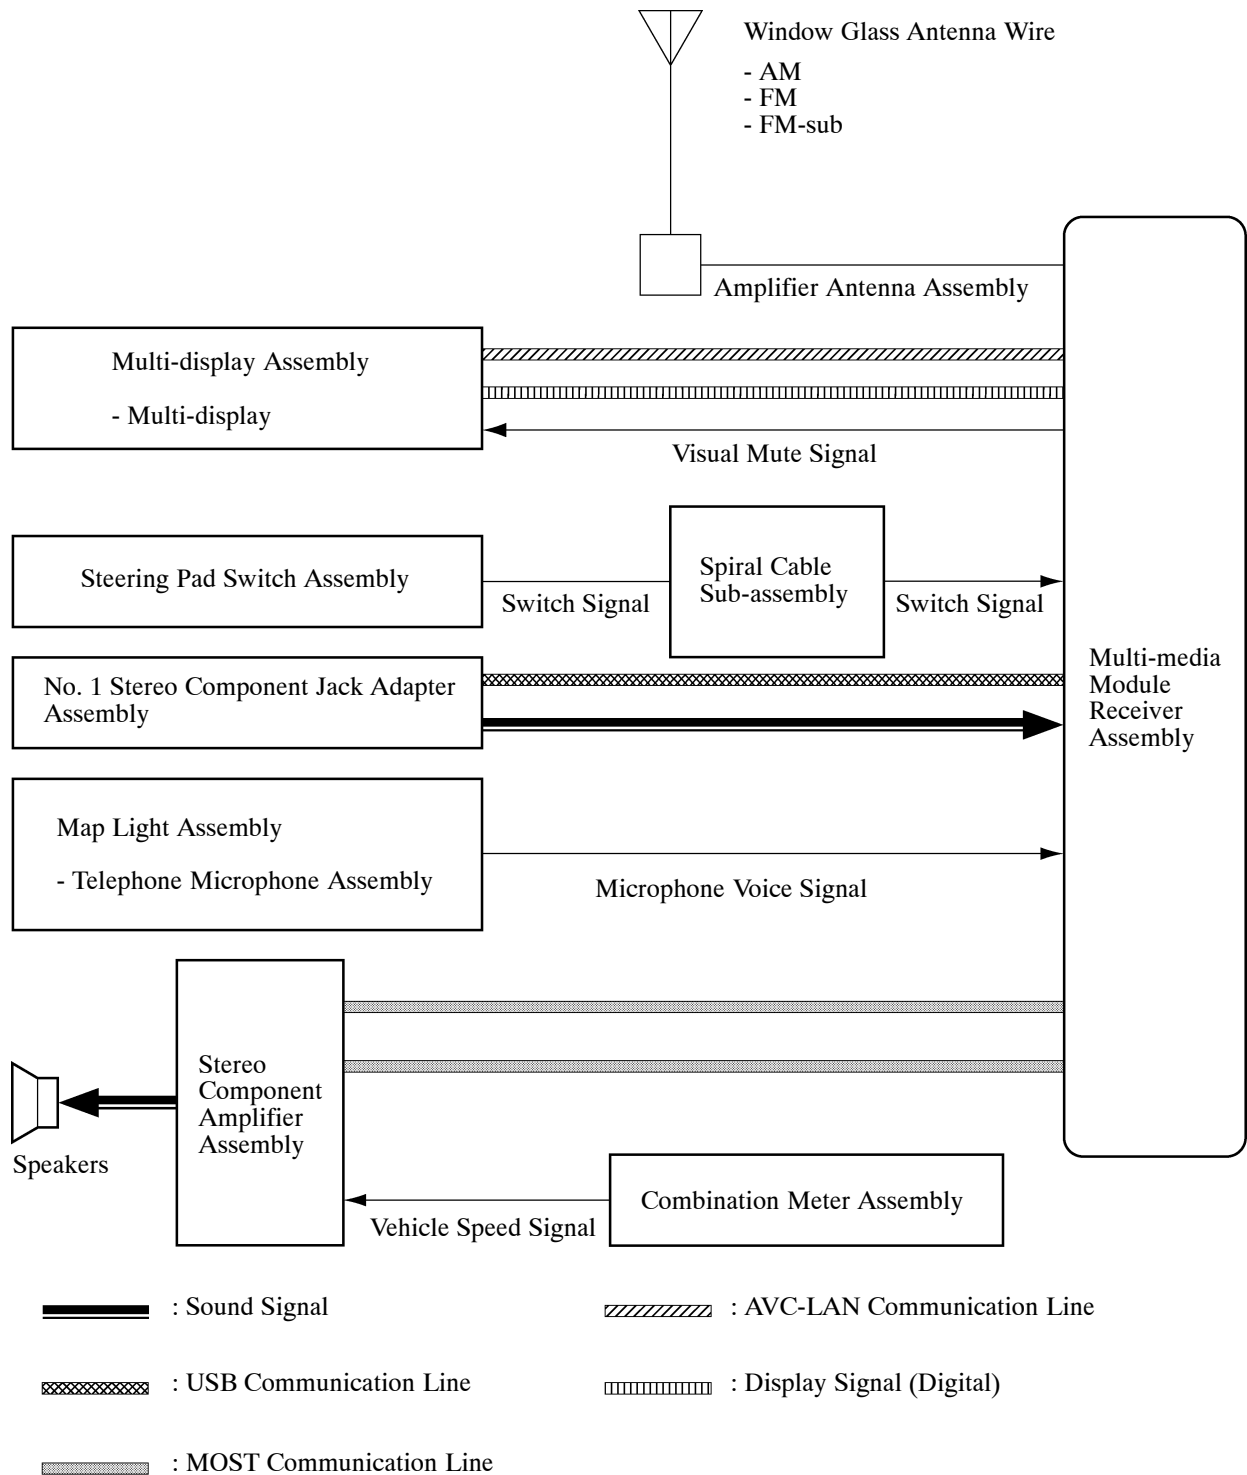 Window Glass Antenna Wire
- AM
- FM
- FM-sub
Amplifier Antenna Assembly
Multi-display Assembly
- Multi-display
Visual Mute Signal
Steering Pad Switch Assembly
Switch Signal
Spiral Cable
Sub-assembly
Switch Signal
No. 1 Stereo Component Jack Adapter
Assembly
Multi-media
Module
Receiver
Assembly
Map Light Assembly
- Telephone Microphone Assembly
Microphone Voice Signal
Stereo
Component
Amplifier
Assembly
Speakers
Combination Meter Assembly
Vehicle Speed Signal
: Sound Signal
: AVC-LAN Communication Line
: USB Communication Line
: Display Signal (Digital)
: MOST Communication Line